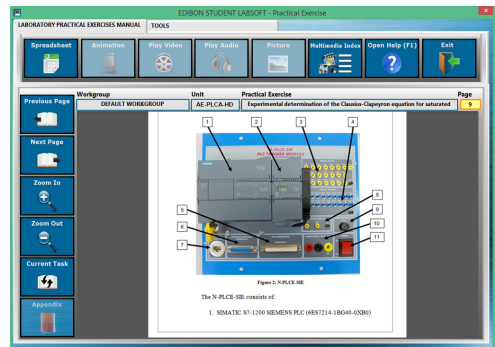 EDIBON STUDENT LABSOFT - Practical Exercise
LABORATORY PRACTICAL EXERCISES MANUAL TOOLS
Spreadsheet Animation Play Video Play Audio Picture Multimedia Index Open Help (F1) Exit
Workgroup Unit Practical Exercise Page
DEFAULT WORKGROUP AE-PLCA-HD Experimental determination of the Clausius-Clapeyron equation for saturated 9
Previous Page
Next Page
Zoom In
Zoom Out
Current Task
Appendix
1 2 3 4
N-PLCE-SIE
5
6
7
8
9
10
11
Figure 2: N-PLCE-SIE
The N-PLCE-SIE consists of:
1. SIMATIC S7-1200 SIEMENS PLC (6ES7214-1BG40-0XB0)